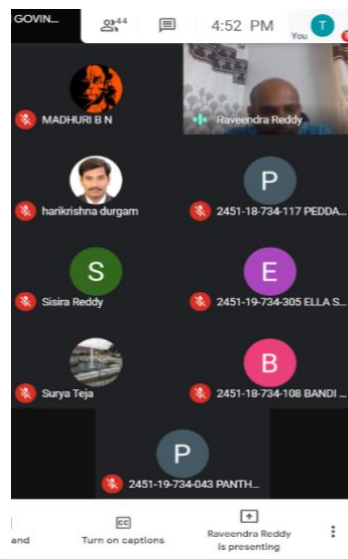 GOVIN...
44
4:52 PM
You
T
MADHURI B N
Raveendra Reddy
harikrishna durgam
P
2451-18-734-117 PEDDA...
S
Sisira Reddy
E
2451-19-734-305 ELLA S...
Surya Teja
B
2451-18-734-108 BANDI ...
P
2451-19-734-043 PANTH...
and
CC
Turn on captions
Raveendra Reddy
is presenting